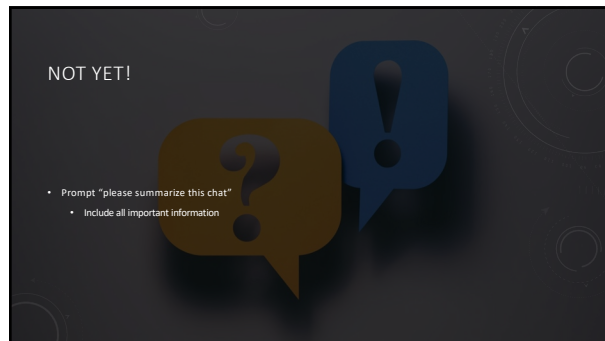 NOT YET!
• Prompt “please summarize this chat”
• Include all important information